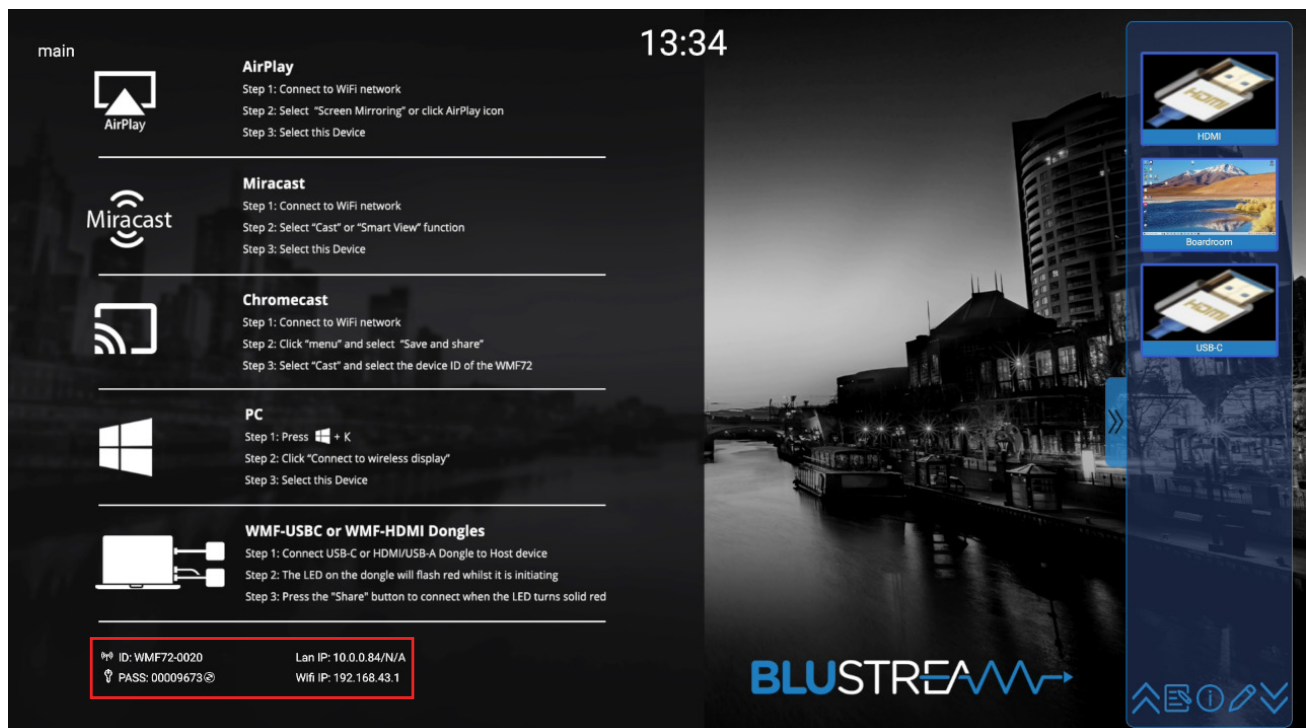 main
13:34
AirPlay
AirPlay
Step 1: Connect to WiFi network
Step 2: Select “Screen Mirroring” or click AirPlay icon
Step 3: Select this Device
Miracast
Miracast
Step 1: Connect to WiFi network
Step 2: Select “Cast” or “Smart View” function
Step 3: Select this Device
Chromecast
Step 1: Connect to WiFi network
Step 2: Click “menu” and select “Save and share”
Step 3: Select “Cast” and select the device ID of the WMF72
PC
Step 1: Press + K
Step 2: Click “Connect to wireless display”
Step 3: Select this Device
WMF-USBC or WMF-HDMI Dongles
Step 1: Connect USB-C or HDMI/USB-A Dongle to Host device
Step 2: The LED on the dongle will flash red whilst it is initiating
Step 3: Press the "Share" button to connect when the LED turns solid red
ID: WMF72-0020 Lan IP: 10.0.0.84/N/A
PASS: 00009673 Wifi IP: 192.168.43.1
BLUSTREAM
HDMI
HDMI
Boardroom
HDMI
USB-C